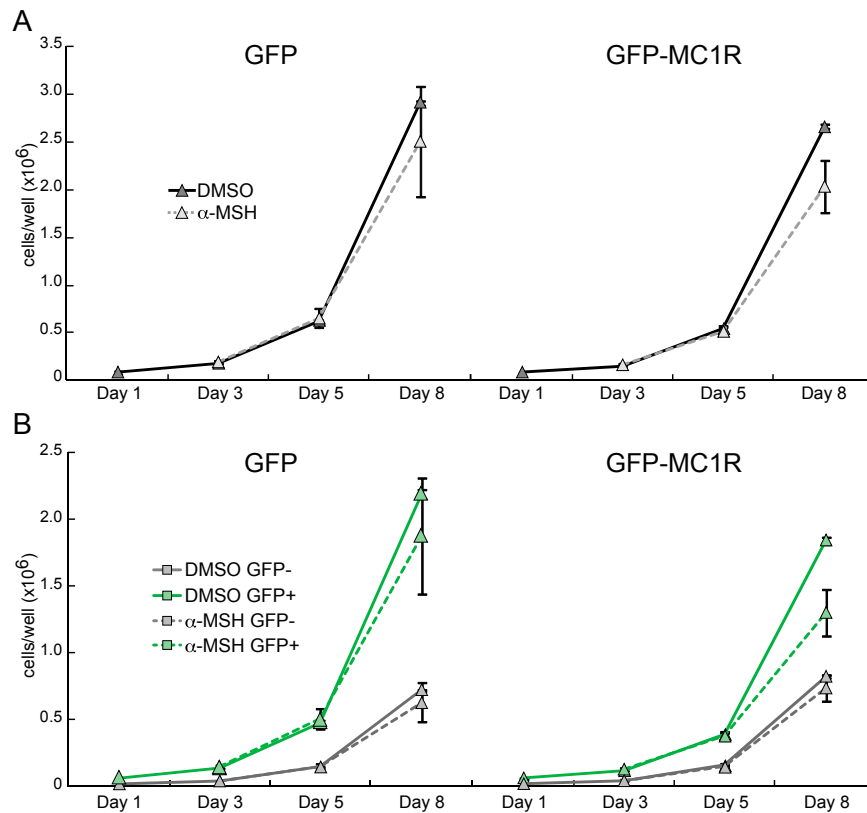 A
GFP
GFP-MC1R
cells/well (x10⁶)
3.5
3.0
2.5
2.0
1.5
1.0
0.5
0
DMSO
α-MSH
Day 1 Day 3 Day 5 Day 8 Day 1 Day 3 Day 5 Day 8
B
GFP
GFP-MC1R
cells/well (x10⁶)
2.5
2.0
1.5
1.0
0.5
0
DMSO GFP-
DMSO GFP+
α-MSH GFP-
α-MSH GFP+
Day 1 Day 3 Day 5 Day 8 Day 1 Day 3 Day 5 Day 8